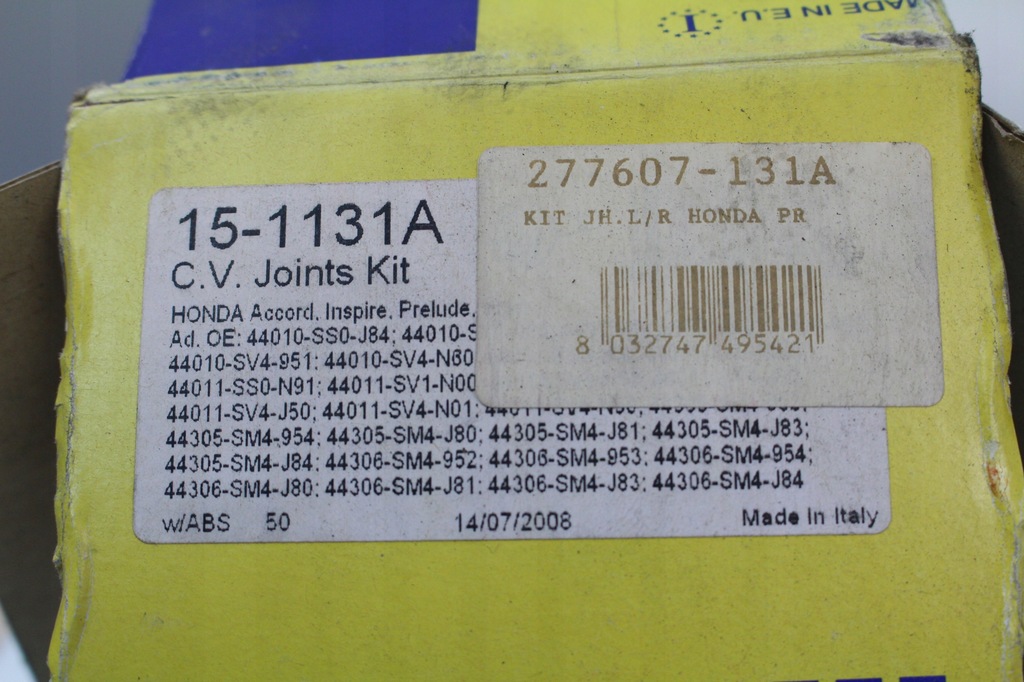 MADE IN E.U.
I
277607-131A
KIT JH.L/R HONDA PR
8 032747 495421
15-1131A
C.V. Joints Kit
HONDA Accord, Inspire, Prelude,
Ad. OE: 44010-SS0-J84; 44010-S
44010-SV4-951; 44010-SV4-N60
44011-SS0-N91; 44011-SV1-N00
44011-SV4-J50; 44011-SV4-N01;
44305-SM4-954; 44305-SM4-J80; 44305-SM4-J81; 44305-SM4-J83;
44305-SM4-J84; 44306-SM4-952; 44306-SM4-953; 44306-SM4-954;
44306-SM4-J80; 44306-SM4-J81; 44306-SM4-J83; 44306-SM4-J84
w/ABS 50 14/07/2008 Made In Italy